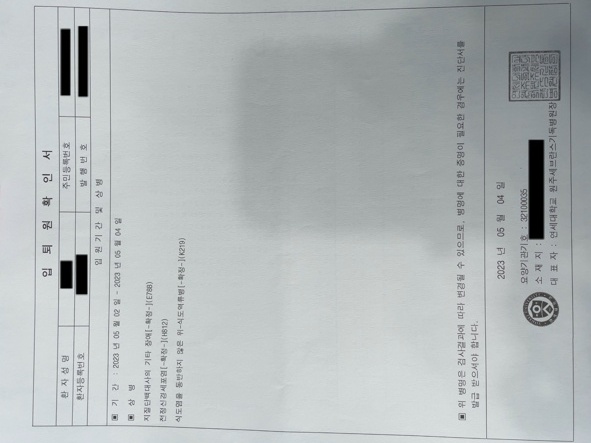 입 퇴 원 확 인 서
환 자 성 명 주민등록번호
환자등록번호 발 행 번 호
입 원 기 간 및 상 병
▣ 기 간 : 2023 년 05 월 02 일 - 2023 년 05 월 04 일
▣ 상 병
지질단백대사의 기타 장애[-확장-](E788)
전정신경세포염[-확장-](H812)
식도염을 동반하지 않은 위-식도역류병[-확장-](K219)
▣ 위 병명은 검사결과에 따라 변경될 수 있으므로, 병명에 대한 증명이 필요한 경우에는 진단서를
발급 받으셔야 합니다.
2023 년 05 월 04 일
요양기관기호 : 32100035
소 재 지 :
대 표 자 : 연세대학교 원주세브란스기독병원장